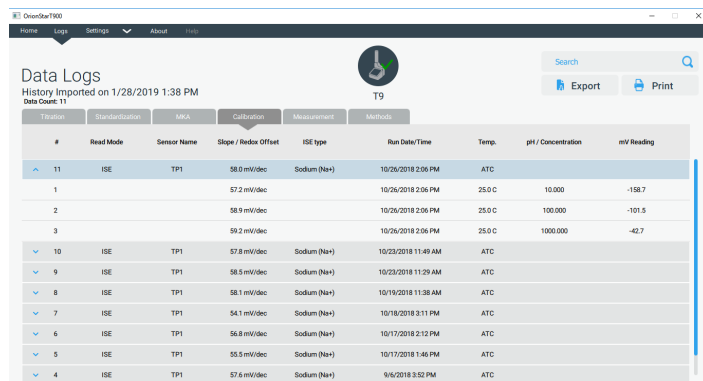 OrionStarT900
Home Logs Settings About Help
Data Logs
History Imported on 1/28/2019 1:38 PM
Data Count: 11
T9
Search
Export Print
Titration Standardization MKA Calibration Measurement Methods
# Read Mode Sensor Name Slope / Redox Offset ISE type Run Date/Time Temp. pH / Concentration mV Reading
11 ISE TP1 58.0 mV/dec Sodium (Na+) 10/26/2018 2:06 PM ATC
1 57.2 mV/dec 10/26/2018 2:06 PM 25.0 C 10.000 -158.7
2 58.9 mV/dec 10/26/2018 2:06 PM 25.0 C 100.000 -101.5
3 59.2 mV/dec 10/26/2018 2:06 PM 25.0 C 1000.000 -42.7
10 ISE TP1 57.8 mV/dec Sodium (Na+) 10/23/2018 11:49 AM ATC
9 ISE TP1 58.5 mV/dec Sodium (Na+) 10/23/2018 11:29 AM ATC
8 ISE TP1 58.1 mV/dec Sodium (Na+) 10/19/2018 11:38 AM ATC
7 ISE TP1 54.1 mV/dec Sodium (Na+) 10/18/2018 3:11 PM ATC
6 ISE TP1 56.8 mV/dec Sodium (Na+) 10/17/2018 2:12 PM ATC
5 ISE TP1 55.5 mV/dec Sodium (Na+) 10/17/2018 1:46 PM ATC
4 ISE TP1 57.6 mV/dec Sodium (Na+) 9/6/2018 3:52 PM ATC